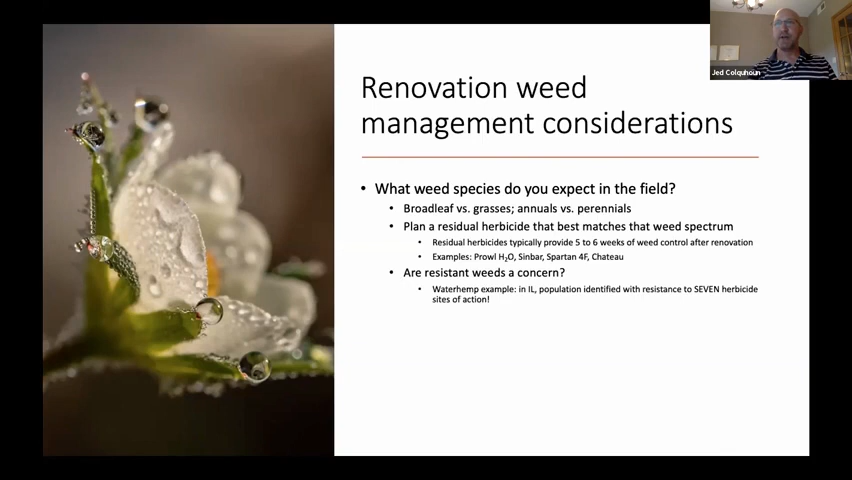 Jed Colquhoun
Renovation weed
management considerations
• What weed species do you expect in the field?
• Broadleaf vs. grasses; annuals vs. perennials
• Plan a residual herbicide that best matches that weed spectrum
• Residual herbicides typically provide 5 to 6 weeks of weed control after renovation
• Examples: Prowl H₂O, Sinbar, Spartan 4F, Chateau
• Are resistant weeds a concern?
• Waterhemp example: in IL, population identified with resistance to SEVEN herbicide
sites of action!